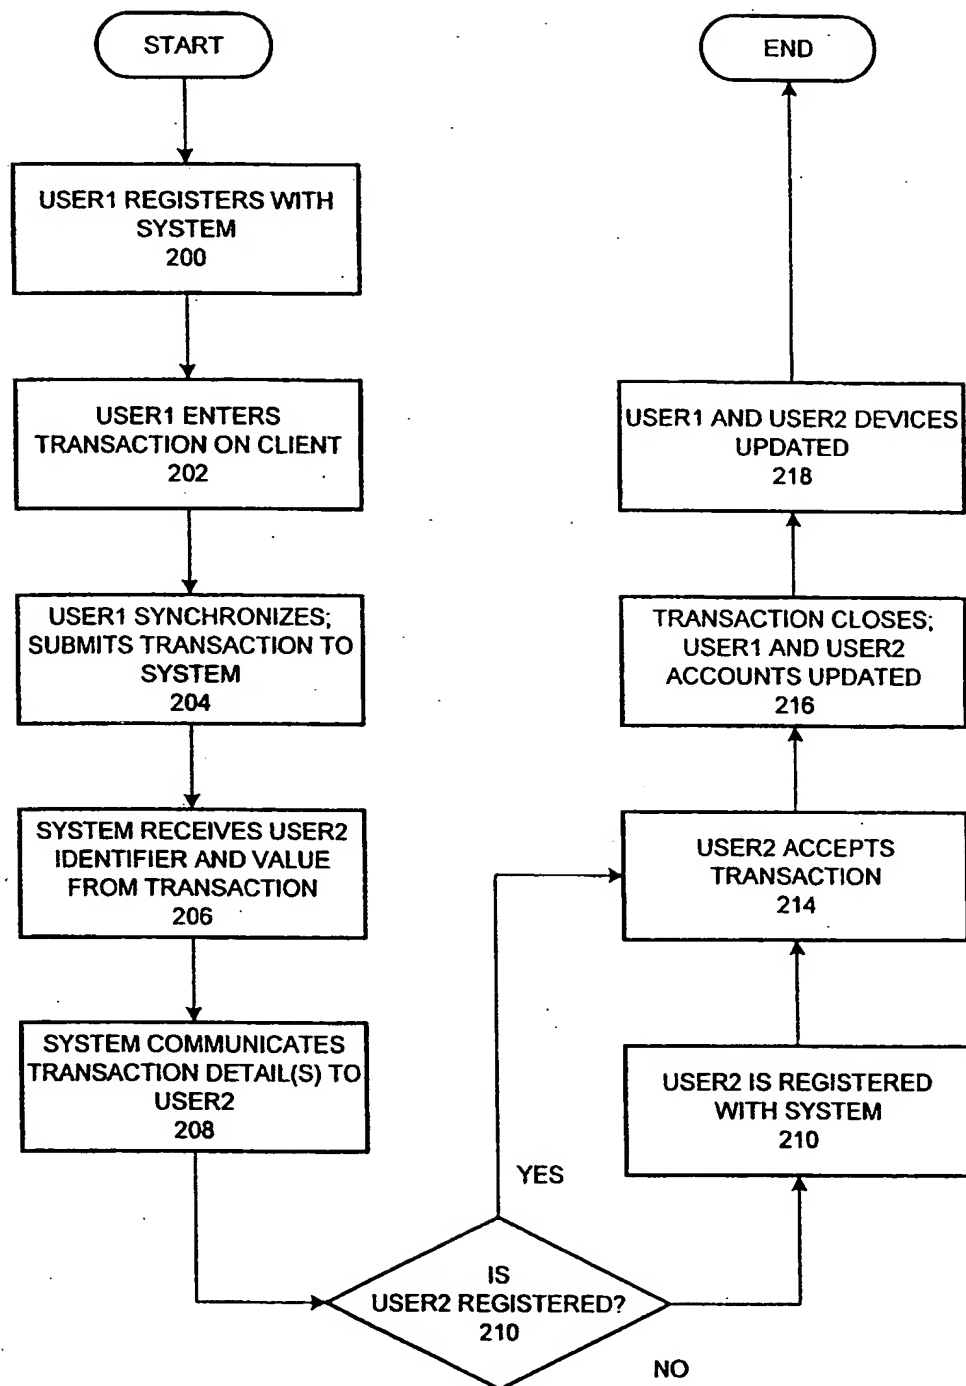 START
USER1 REGISTERS WITH
SYSTEM
200
USER1 ENTERS
TRANSACTION ON CLIENT
202
USER1 SYNCHRONIZES;
SUBMITS TRANSACTION TO
SYSTEM
204
SYSTEM RECEIVES USER2
IDENTIFIER AND VALUE
FROM TRANSACTION
206
SYSTEM COMMUNICATES
TRANSACTION DETAIL(S) TO
USER2
208
IS
USER2 REGISTERED?
210
YES
NO
USER2 IS REGISTERED
WITH SYSTEM
210
USER2 ACCEPTS
TRANSACTION
214
TRANSACTION CLOSES;
USER1 AND USER2
ACCOUNTS UPDATED
216
USER1 AND USER2 DEVICES
UPDATED
218
END